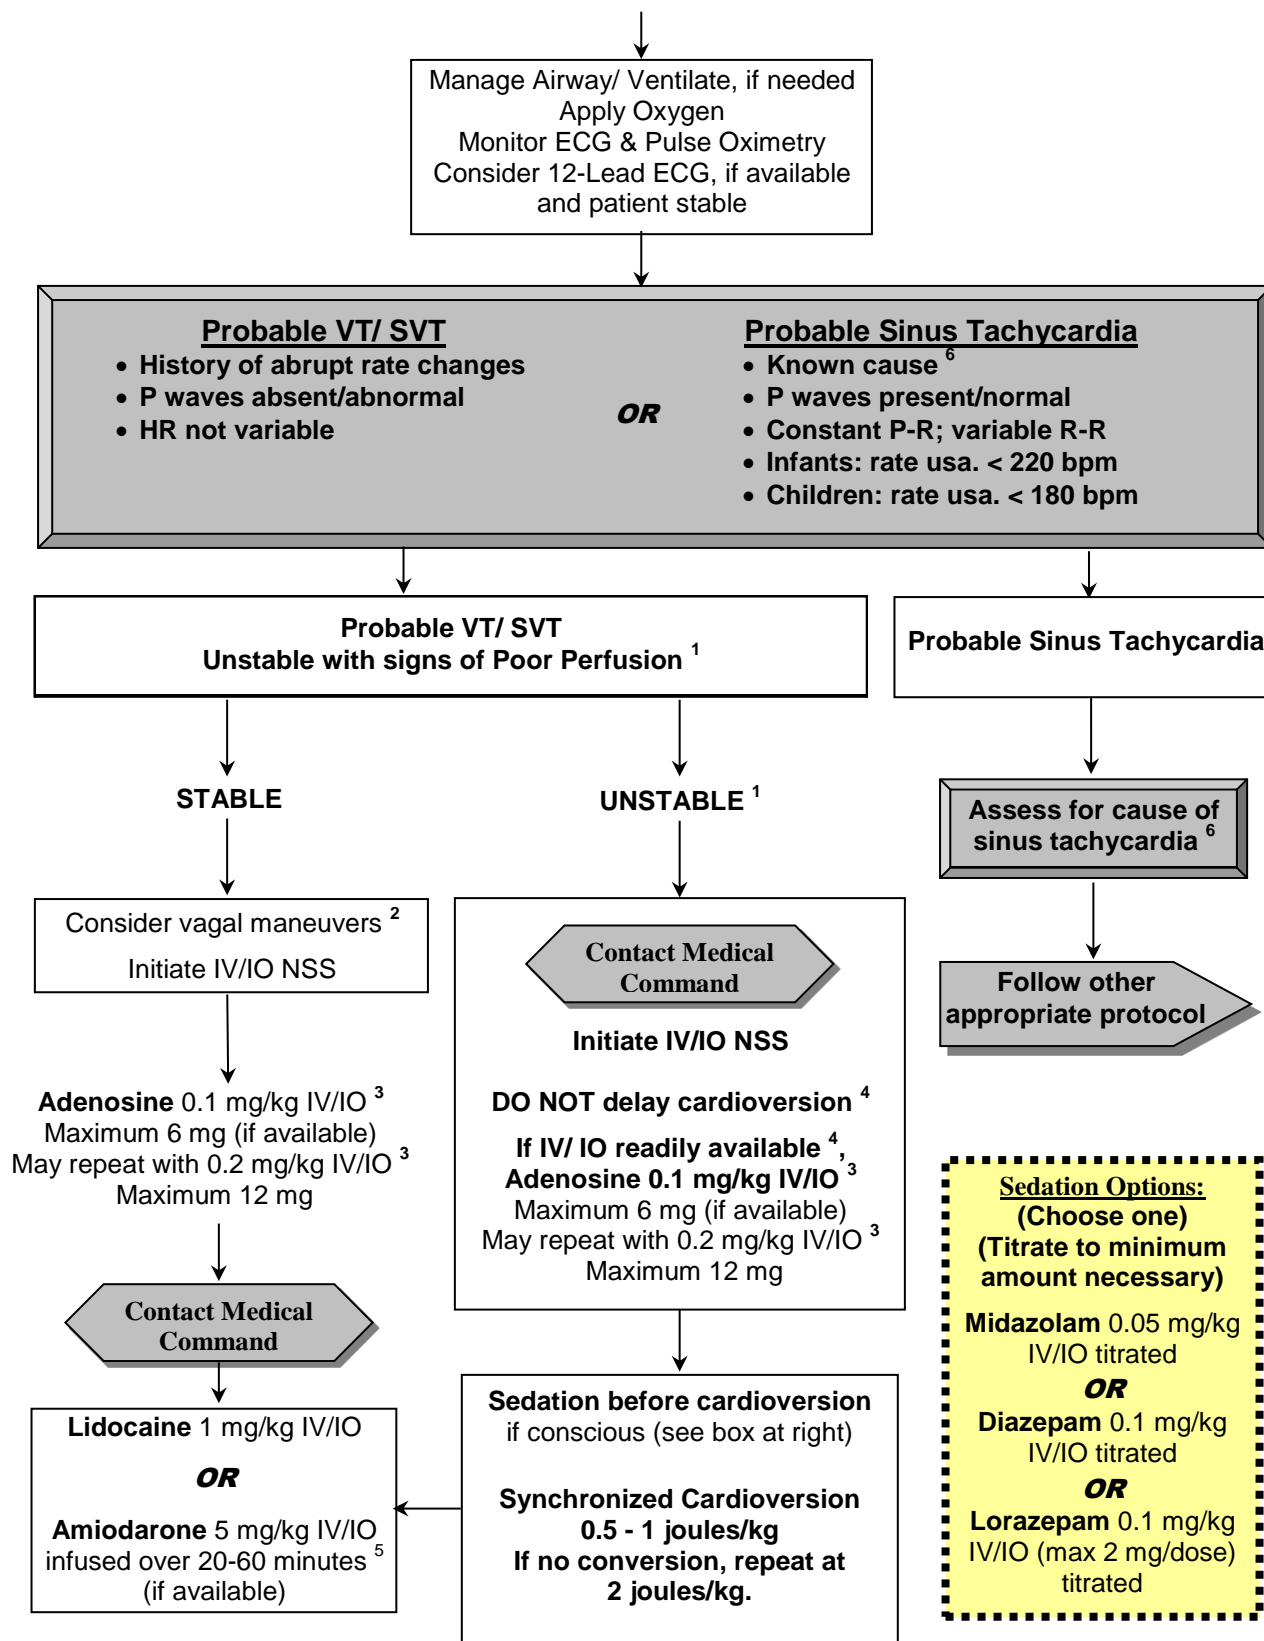 Manage Airway/ Ventilate, if needed
Apply Oxygen
Monitor ECG & Pulse Oximetry
Consider 12-Lead ECG, if available
and patient stable
Probable VT/ SVT
• History of abrupt rate changes
• P waves absent/abnormal
• HR not variable
OR
Probable Sinus Tachycardia
• Known cause 6
• P waves present/normal
• Constant P-R; variable R-R
• Infants: rate usa. < 220 bpm
• Children: rate usa. < 180 bpm
Probable VT/ SVT
Unstable with signs of Poor Perfusion 1
Probable Sinus Tachycardia
STABLE
UNSTABLE 1
Assess for cause of
sinus tachycardia 6
Consider vagal maneuvers 2
Initiate IV/IO NSS
Contact Medical
Command
Initiate IV/IO NSS
DO NOT delay cardioversion 4
If IV/ IO readily available 4,
Adenosine 0.1 mg/kg IV/IO 3
Maximum 6 mg (if available)
May repeat with 0.2 mg/kg IV/IO 3
Maximum 12 mg
Follow other
appropriate protocol
Adenosine 0.1 mg/kg IV/IO 3
Maximum 6 mg (if available)
May repeat with 0.2 mg/kg IV/IO 3
Maximum 12 mg
Contact Medical
Command
Lidocaine 1 mg/kg IV/IO
OR
Amiodarone 5 mg/kg IV/IO
infused over 20-60 minutes 5
(if available)
Sedation before cardioversion
if conscious (see box at right)
Synchronized Cardioversion
0.5 - 1 joules/kg
If no conversion, repeat at
2 joules/kg.
Sedation Options:
(Choose one)
(Titrate to minimum
amount necessary)
Midazolam 0.05 mg/kg
IV/IO titrated
OR
Diazepam 0.1 mg/kg
IV/IO titrated
OR
Lorazepam 0.1 mg/kg
IV/IO (max 2 mg/dose)
titrated